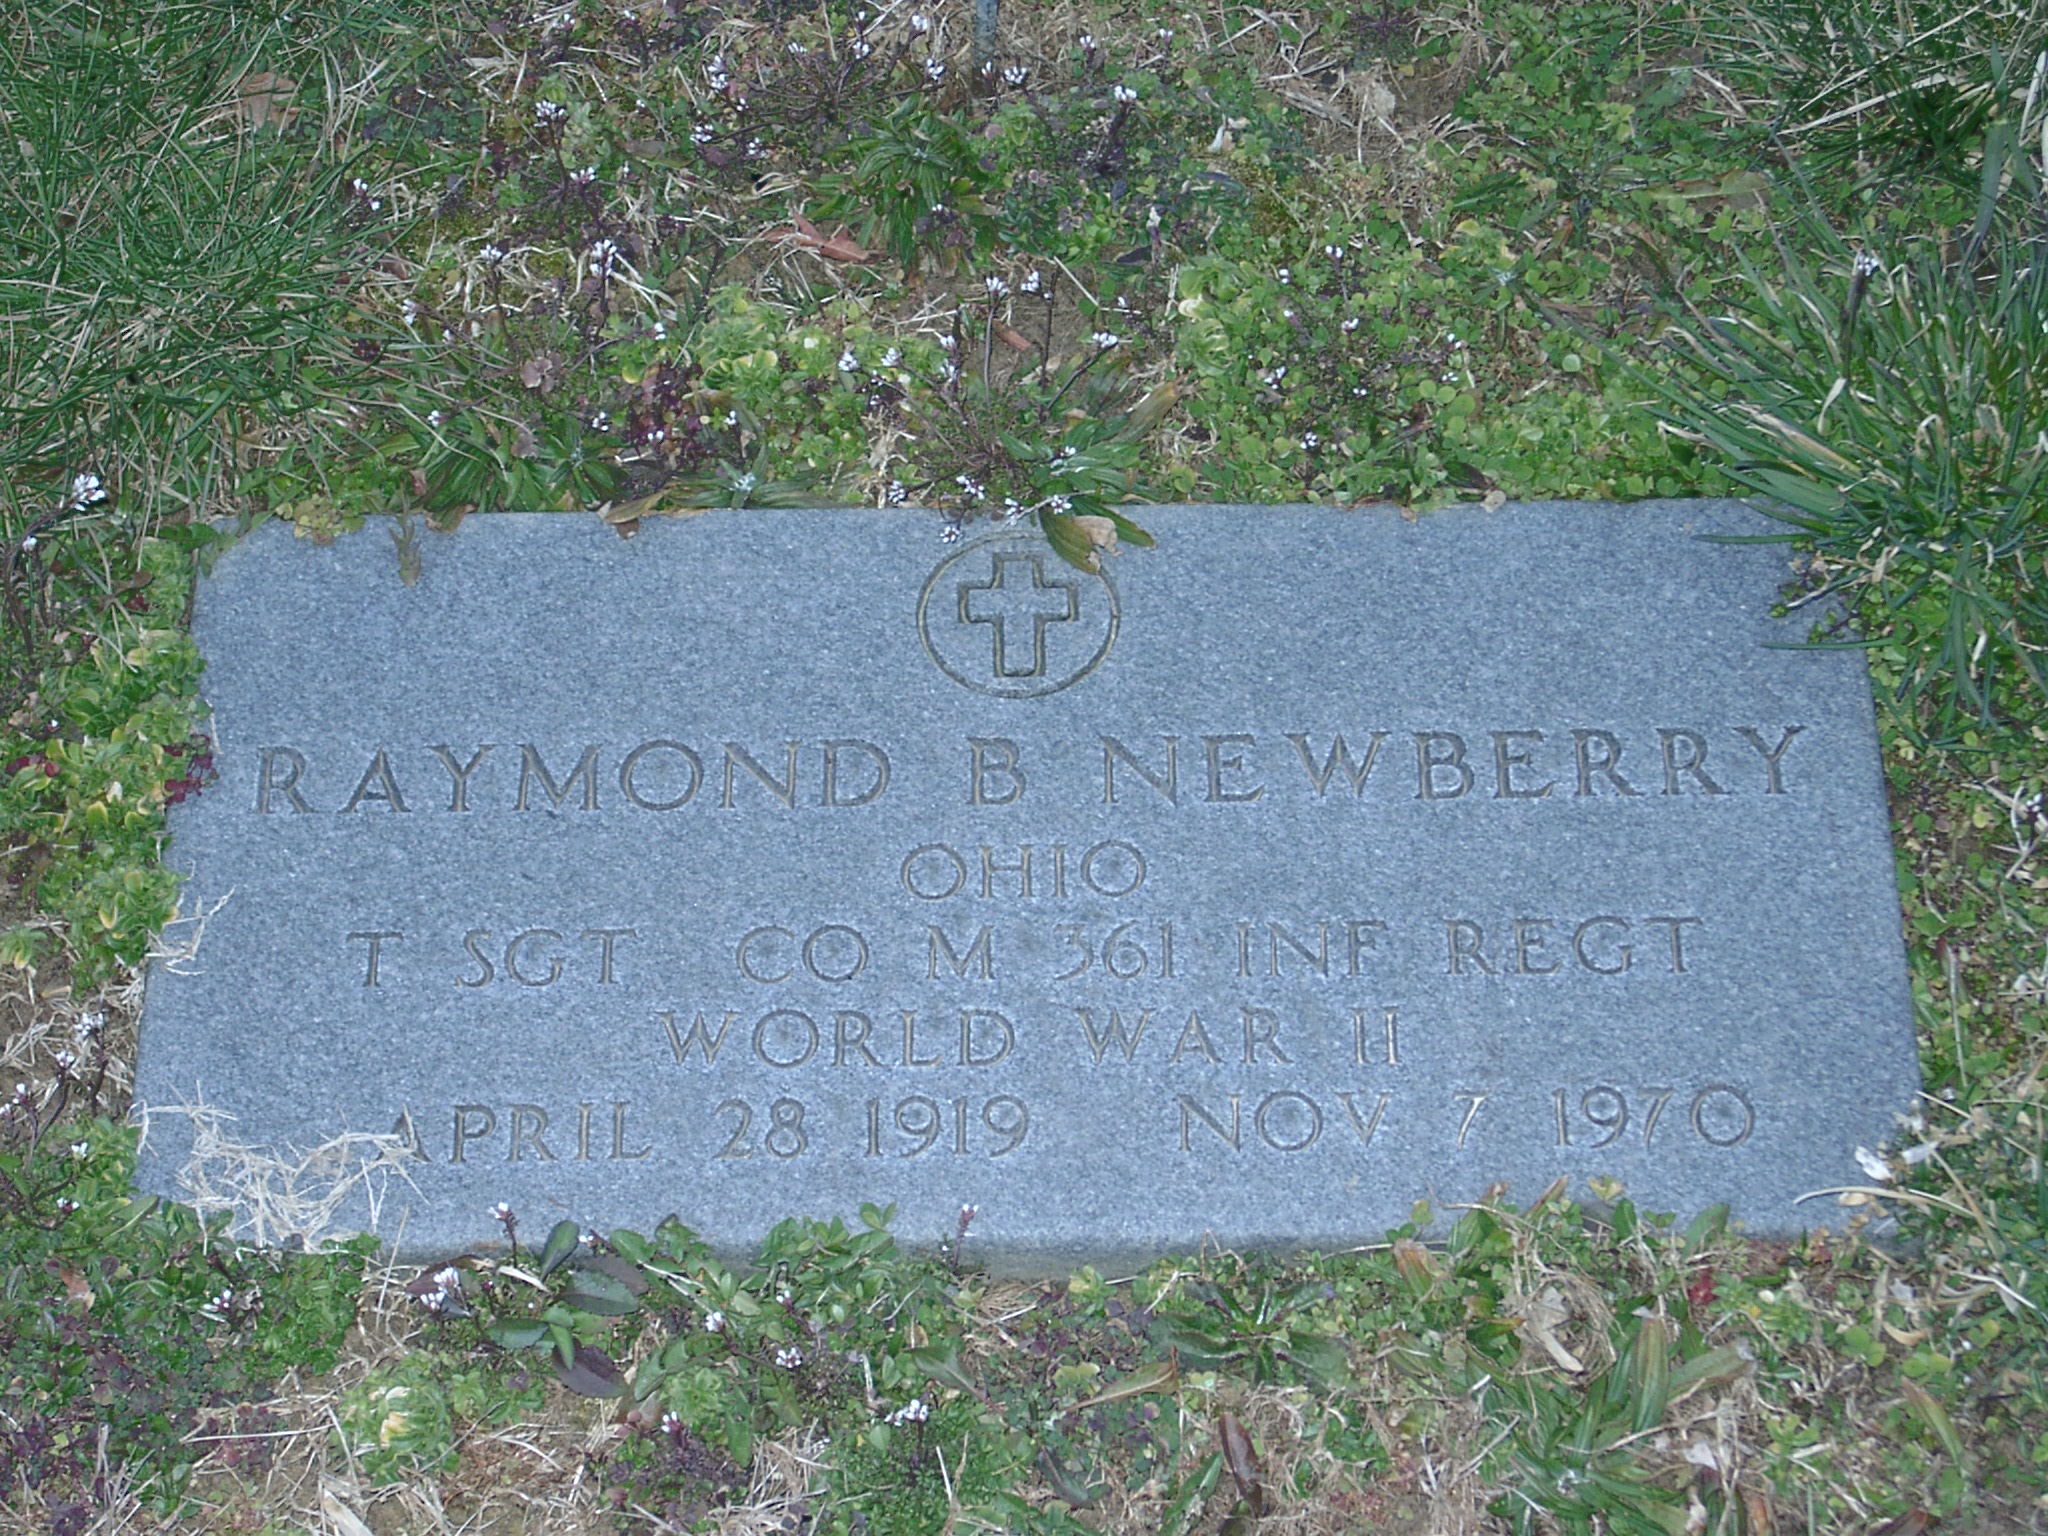 RAYMOND B NEWBERRY
OHIO
T SGT CO M 361 INF REGT
WORLD WAR II
APRIL 28 1919 NOV 7 1970